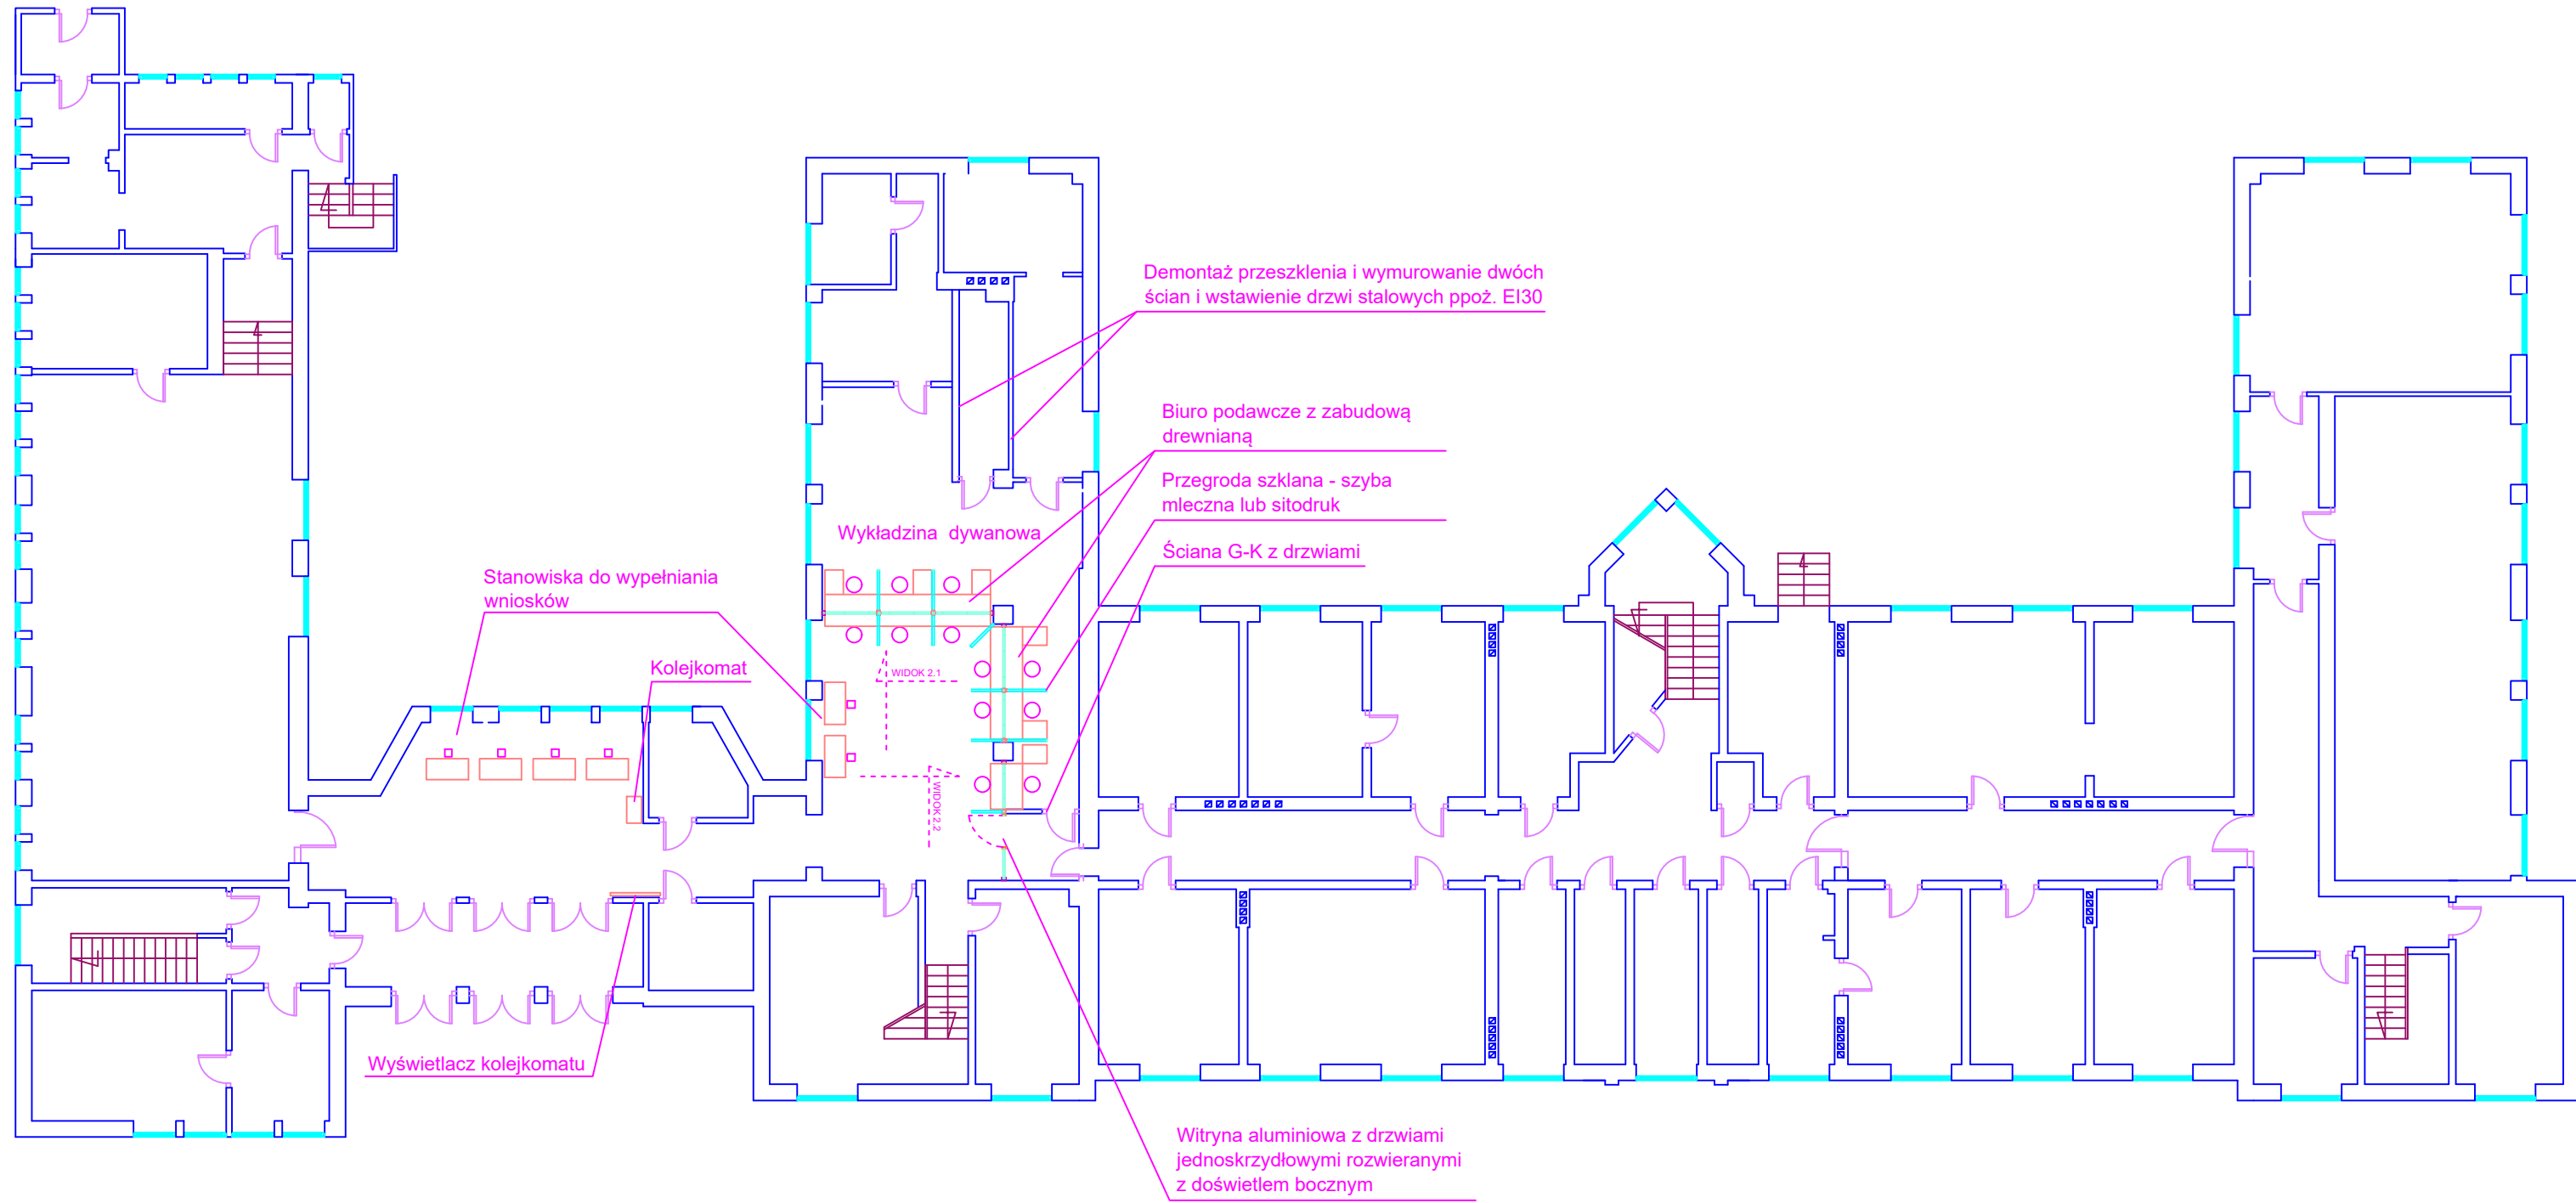 Demontaż przeszklenia i wymurowanie dwóch
ścian i wstawienie drzwi stalowych ppoż. EI30
Biuro podawcze z zabudową
drewnianą
Przegroda szklana - szyba
mleczna lub sitodruk
Wykładzina dywanowa
Ściana G-K z drzwiami
Stanowiska do wypełniania
wniosków
Kolejkomat
WIDOK 2.1
WIDOK2.2
Wyświetlacz kolejkomatu
Witryna aluminiowa z drzwiami
jednoskrzydłowymi rozwieranymi
z doświetlem bocznym